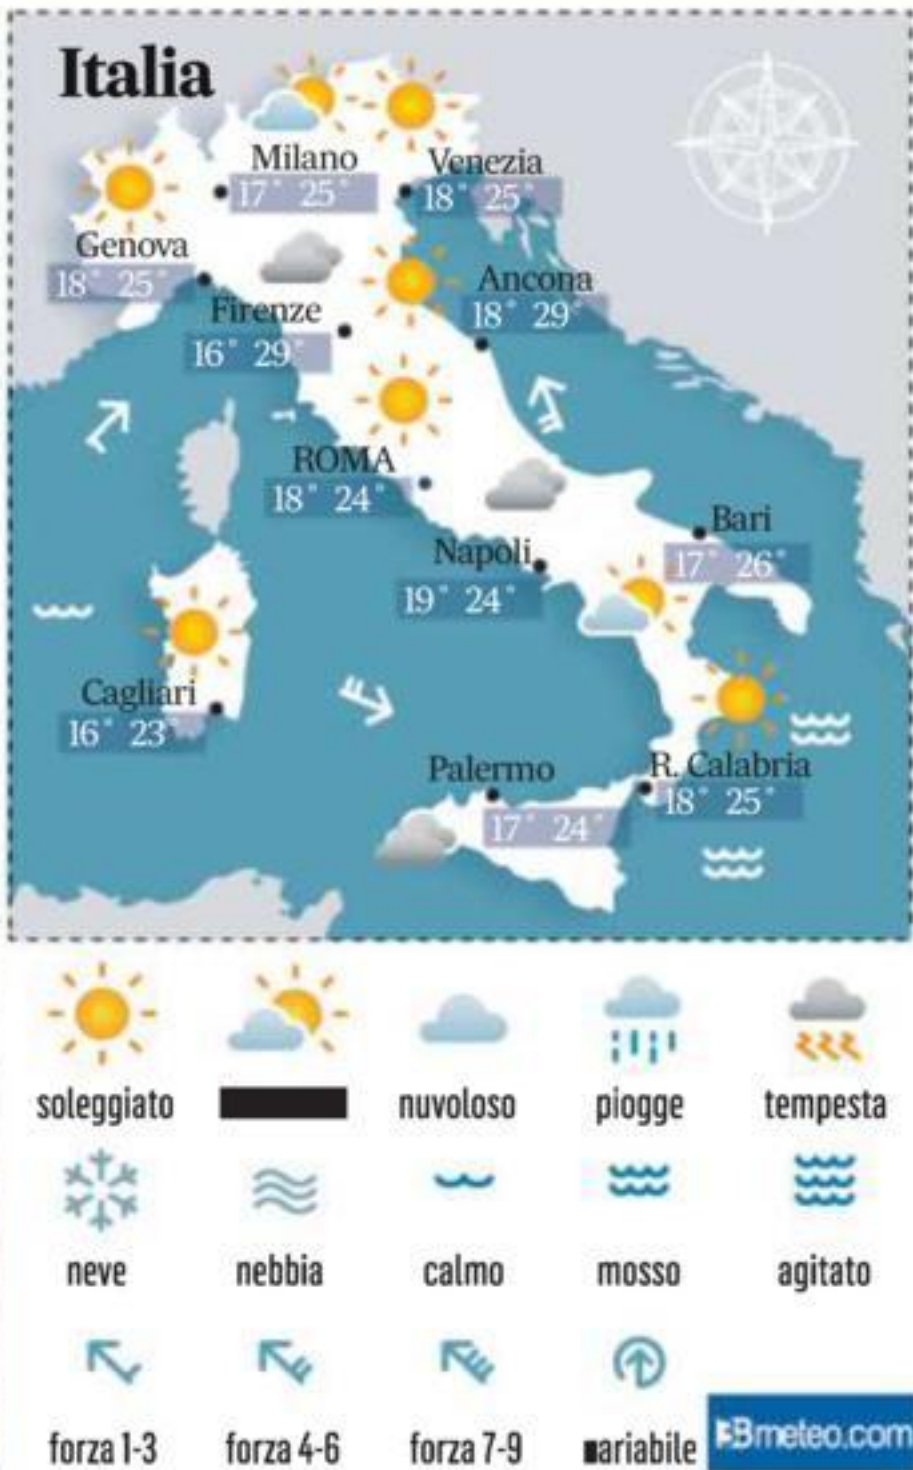 Italia
Milano
17° 25°
Venezia
18° 25°
Genova
18° 25°
Firenze
16° 29°
Ancona
18° 29°
ROMA
18° 24°
Bari
17° 26°
Napoli
19° 24°
Cagliari
16° 23°
Palermo
17° 24°
R. Calabria
18° 25°
soleggiato nuvoloso piogge tempesta
neve nebbia calmo mosso agitato
forza 1-3 forza 4-6 forza 7-9 ariabile
3Bmeteo.com